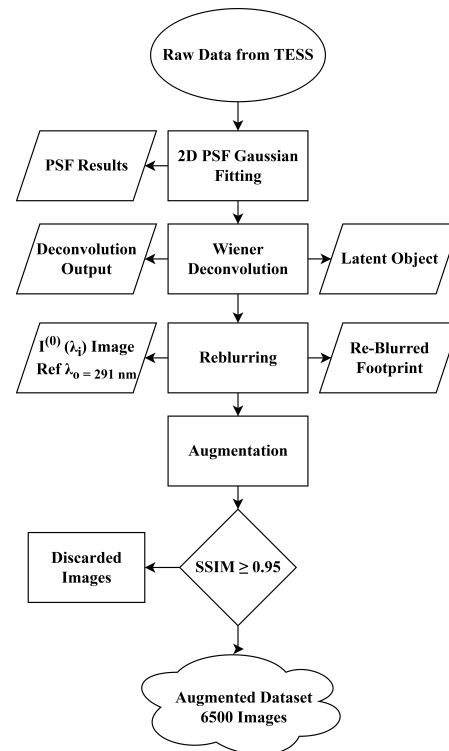 Raw Data from TESS
PSF Results
2D PSF Gaussian
Fitting
Deconvolution
Output
Wiener
Deconvolution
Latent Object
I⁽⁰⁾ (λᵢ) Image
Ref λₒ ₌ ₂₉₁ ₙₘ
Reblurring
Re-Blurred
Footprint
Augmentation
Discarded
Images
SSIM ≥ 0.95
Augmented Dataset
6500 Images